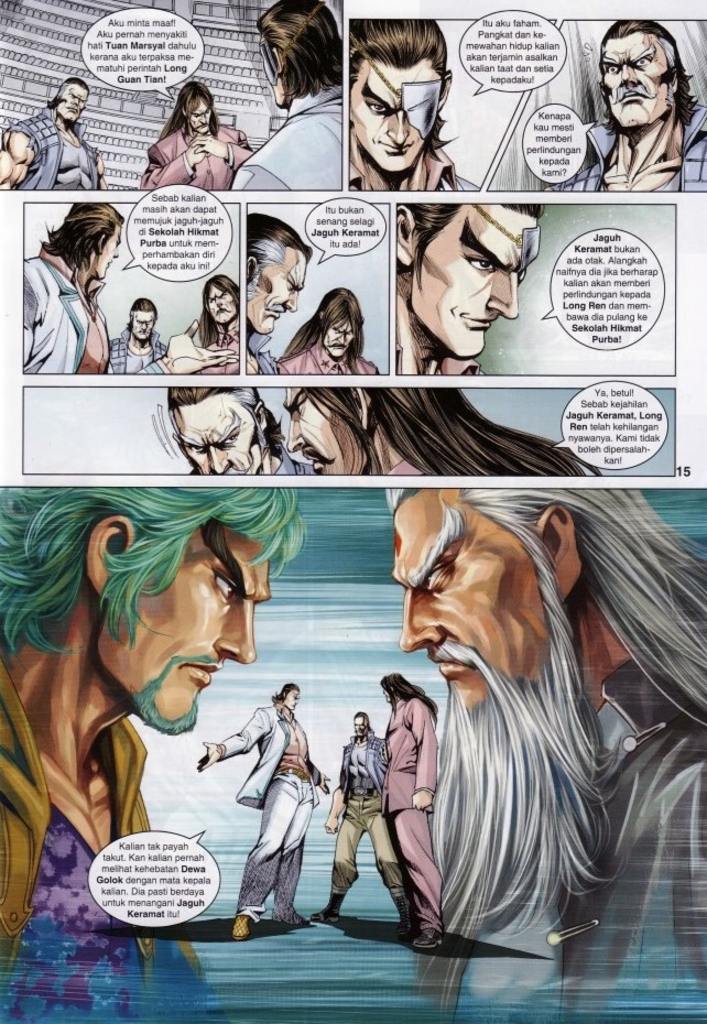 Aku minta maaf!
Aku pernah menyakiti
hati Tuan Marsyal dahulu
kerana aku terpaksa me-
matuhi perintah Long
Guan Tian!
Itu aku faham.
Pangkat dan ke-
mewahan hidup kalian
akan terjamin asalkan
kalian taat dan setia
kepadaku!
Kenapa
kau mesti
memberi
perlindungan
kepada
kami?
Sebab kalian
masih akan dapat
memujuk jaguh-jaguh
di Sekolah Hikmat
Purba untuk mem-
perhambakan diri
kepada aku ini!
Itu bukan
senang selagi
Jaguh Keramat
itu ada!
Jaguh
Keramat bukan
ada otak. Alangkah
naifnya dia jika berharap
kalian akan memberi
perlindungan kepada
Long Ren dan mem-
bawa dia pulang ke
Sekolah Hikmat
Purba!
Ya, betul!
Sebab kejahilan
Jaguh Keramat, Long
Ren telah kehilangan
nyawanya. Kami tidak
boleh dipersalah-
kan!
15
Kalian tak payah
takut. Kan kalian pernah
melihat kehebatan Dewa
Golok dengan mata kepala
kalian. Dia pasti berdaya
untuk menangani Jaguh
Keramat itu!